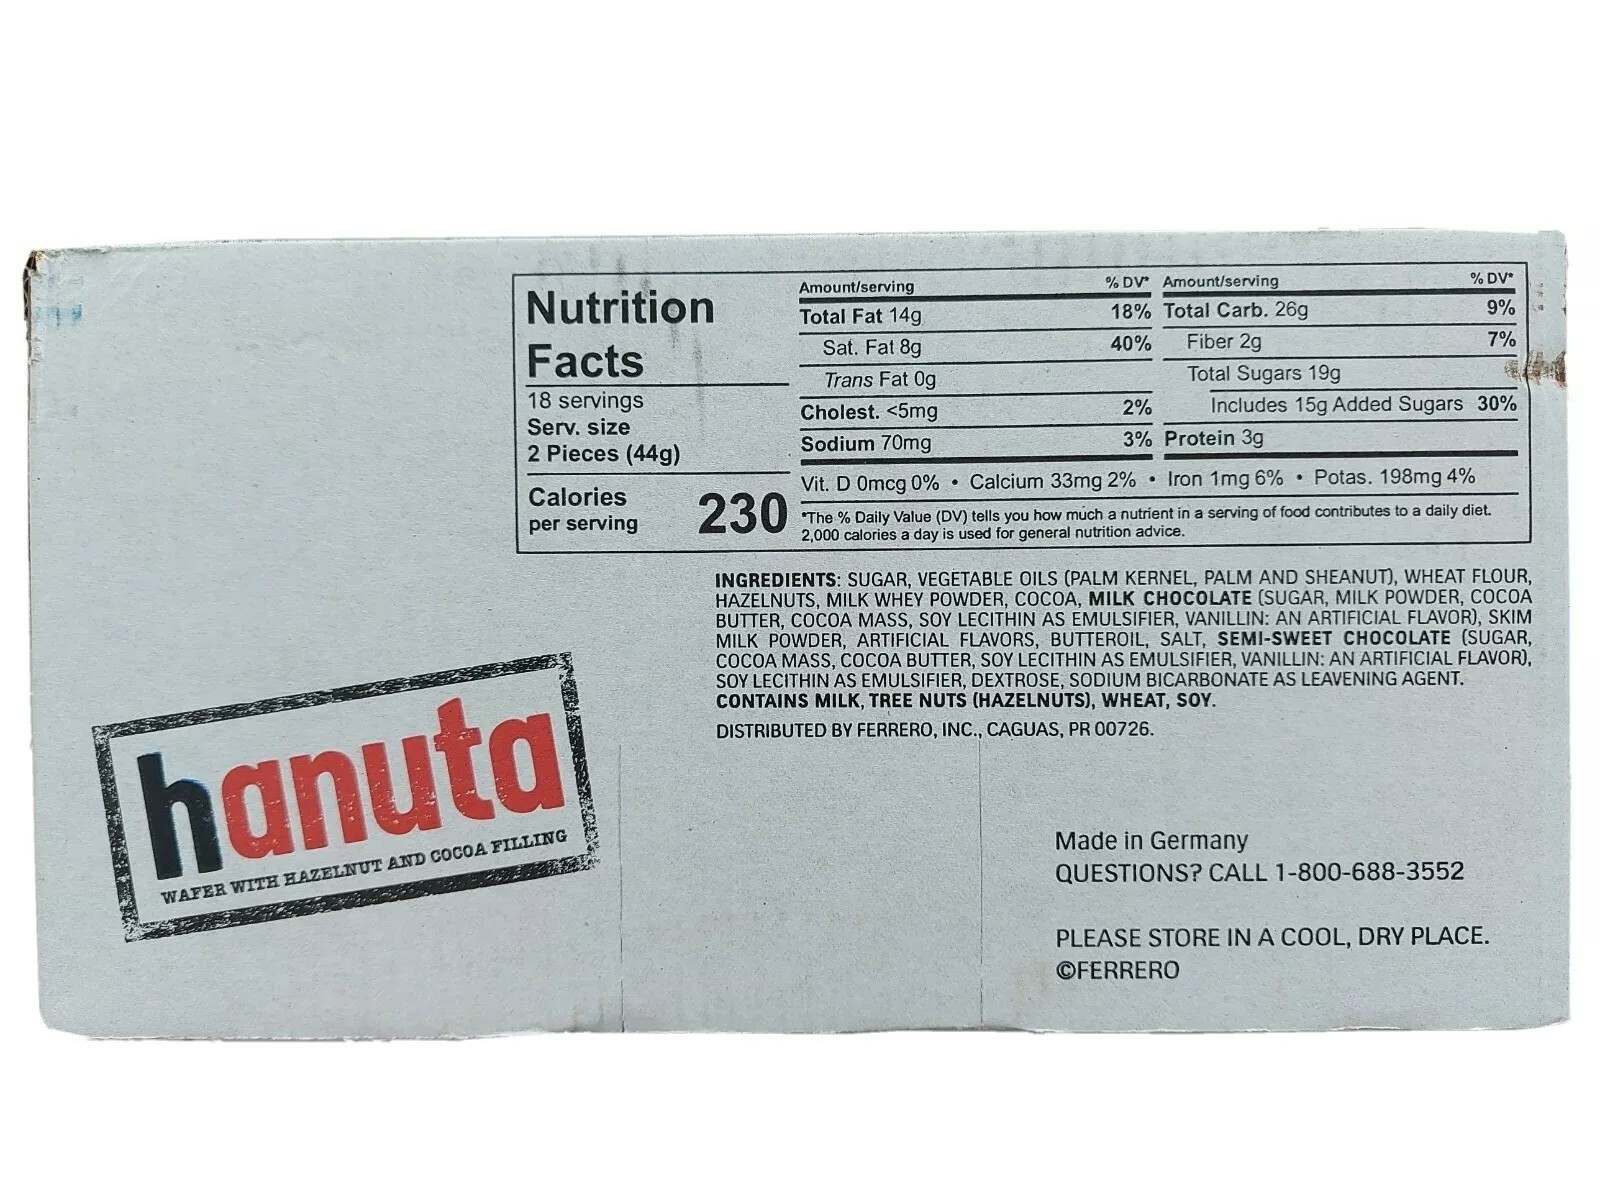 Nutrition
Facts
18 servings
Serv. size
2 Pieces (44g)
Calories
per serving 230
Amount/serving % DV*
Total Fat 14g 18%
Sat. Fat 8g 40%
Trans Fat 0g
Cholest. <5mg 2%
Sodium 70mg 3%
Amount/serving % DV*
Total Carb. 26g 9%
Fiber 2g 7%
Total Sugars 19g
Includes 15g Added Sugars 30%
Protein 3g
Vit. D 0mcg 0% • Calcium 33mg 2% • Iron 1mg 6% • Potas. 198mg 4%
*The % Daily Value (DV) tells you how much a nutrient in a serving of food contributes to a daily diet.
2,000 calories a day is used for general nutrition advice.
INGREDIENTS: SUGAR, VEGETABLE OILS (PALM KERNEL, PALM AND SHEANUT), WHEAT FLOUR,
HAZELNUTS, MILK WHEY POWDER, COCOA, MILK CHOCOLATE (SUGAR, MILK POWDER, COCOA
BUTTER, COCOA MASS, SOY LECITHIN AS EMULSIFIER, VANILLIN: AN ARTIFICIAL FLAVOR), SKIM
MILK POWDER, ARTIFICIAL FLAVORS, BUTTEROIL, SALT, SEMI-SWEET CHOCOLATE (SUGAR,
COCOA MASS, COCOA BUTTER, SOY LECITHIN AS EMULSIFIER, VANILLIN: AN ARTIFICIAL FLAVOR),
SOY LECITHIN AS EMULSIFIER, DEXTROSE, SODIUM BICARBONATE AS LEAVENING AGENT.
CONTAINS MILK, TREE NUTS (HAZELNUTS), WHEAT, SOY.
DISTRIBUTED BY FERRERO, INC., CAGUAS, PR 00726.
hanuta
WAFER WITH HAZELNUT AND COCOA FILLING
Made in Germany
QUESTIONS? CALL 1-800-688-3552
PLEASE STORE IN A COOL, DRY PLACE.
©FERRERO